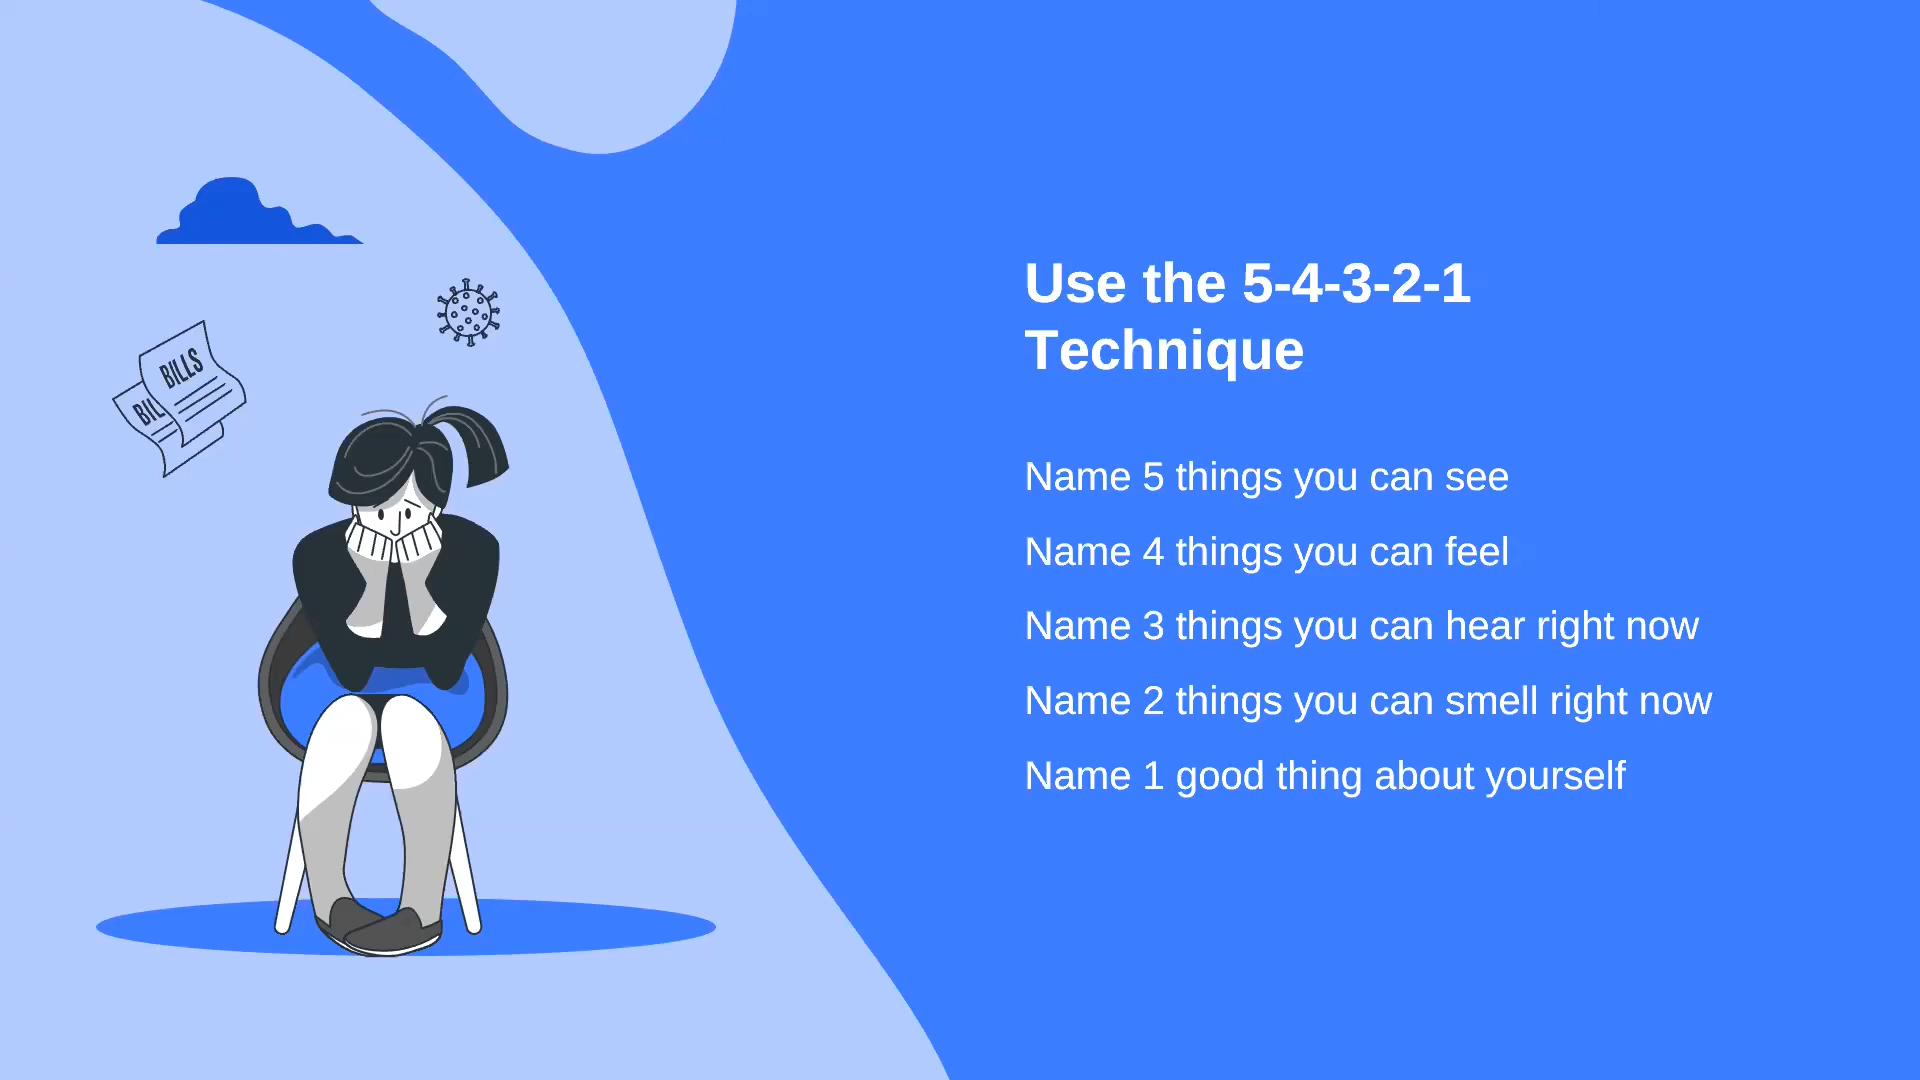 BILLS
BIL
Use the 5-4-3-2-1
Technique
Name 5 things you can see
Name 4 things you can feel
Name 3 things you can hear right now
Name 2 things you can smell right now
Name 1 good thing about yourself